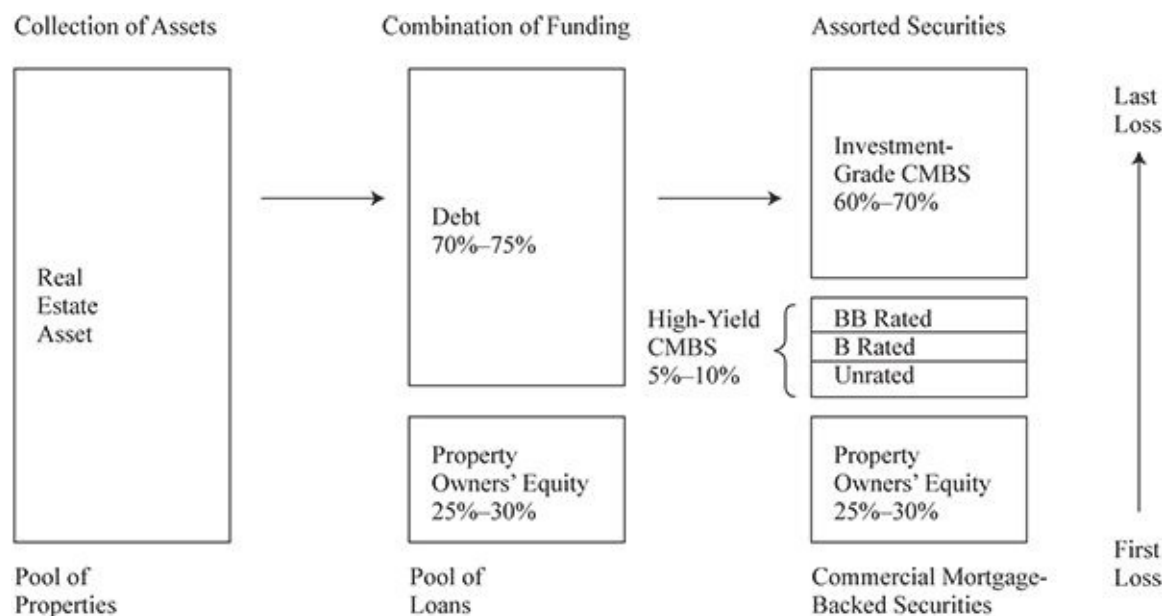 Collection of Assets
Combination of Funding
Assorted Securities
Real
Estate
Asset
Debt
70%–75%
Property
Owners’ Equity
25%–30%
Investment-
Grade CMBS
60%–70%
High-Yield
CMBS
5%–10%
BB Rated
B Rated
Unrated
Property
Owners’ Equity
25%–30%
Last
Loss
First
Loss
Pool of
Properties
Pool of
Loans
Commercial Mortgage-
Backed Securities